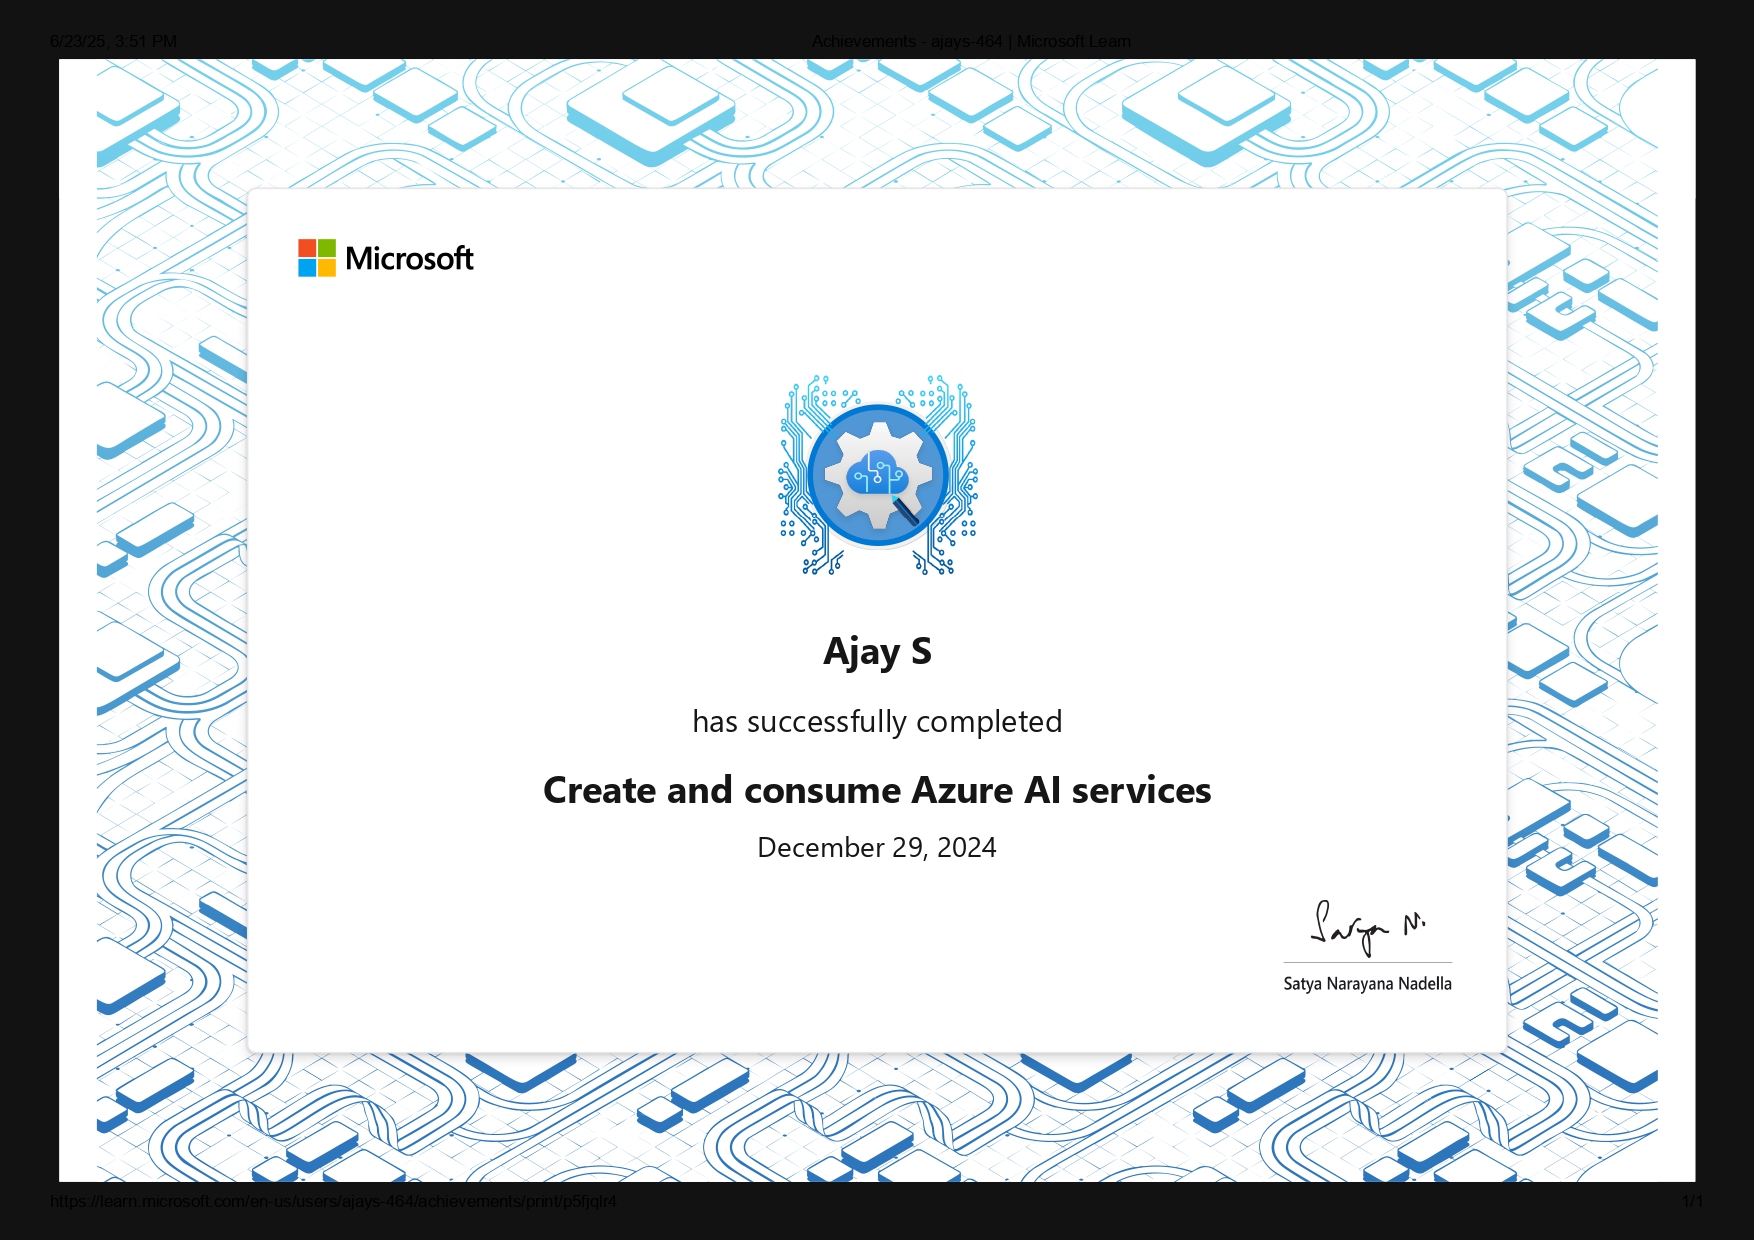 6/23/25, 3:51 PM
Achievements - ajays-464 | Microsoft Learn
Microsoft
Ajay S
has successfully completed
Create and consume Azure AI services
December 29, 2024
Satya N.
Satya Narayana Nadella
https://learn.microsoft.com/en-us/users/ajays-464/achievements/print/p5fjqlr4
1/1